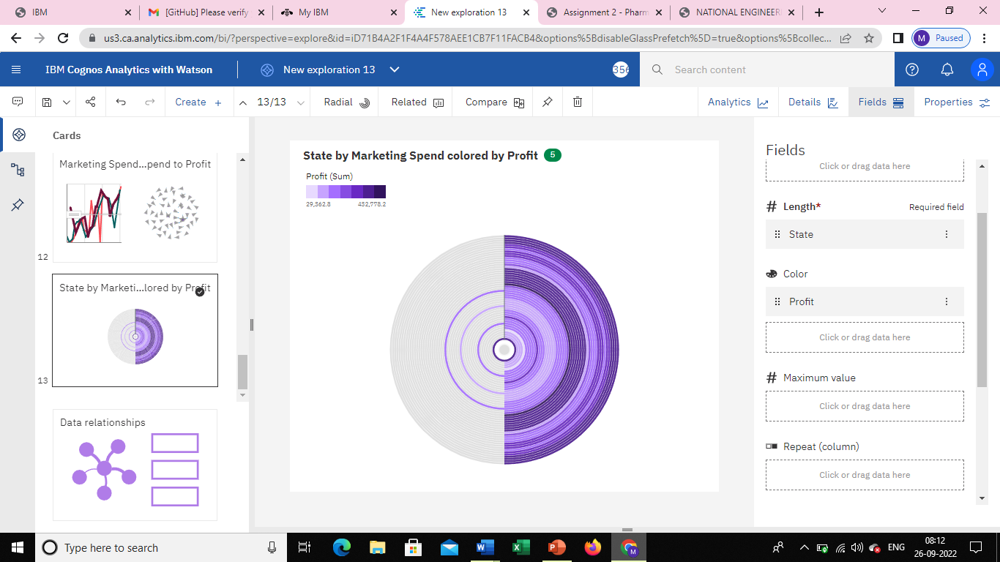 IBM
[GitHub] Please verify
My IBM
New exploration 13
Assignment 2 - Pharm
NATIONAL ENGINEER
us3.ca.analytics.ibm.com/bi/?perspective=explore&id=iD71B4A2F1F4A4F578AEE1CB7F11FACB4&options%5BdisableGlassPrefetch%5D=true&options%5Bcollec...
M Paused
IBM Cognos Analytics with Watson
New exploration 13
356
Search content
Create
13/13
Radial
Related
Compare
Analytics
Details
Fields
Properties
Cards
Marketing Spend...pend to Profit
12
State by Marketi...lored by Profit
13
Data relationships
State by Marketing Spend colored by Profit 5
Profit (Sum)
29,362.8 432,778.2
Fields
Click or drag data here
# Length* Required field
State
Color
Profit
Click or drag data here
# Maximum value
Click or drag data here
Repeat (column)
Click or drag data here
Type here to search
ENG
08:12
26-09-2022